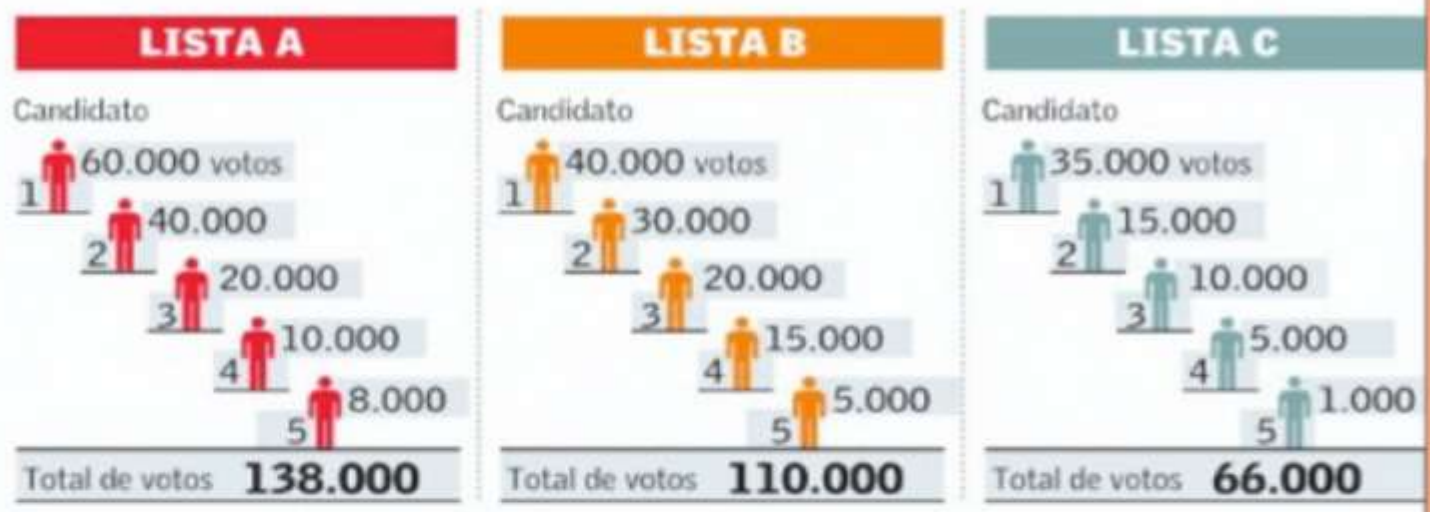 LISTA A
Candidato
1 60.000 votos
2 40.000
3 20.000
4 10.000
5 8.000
Total de votos 138.000
LISTA B
Candidato
1 40.000 votos
2 30.000
3 20.000
4 15.000
5 5.000
Total de votos 110.000
LISTA C
Candidato
1 35.000 votos
2 15.000
3 10.000
4 5.000
5 1.000
Total de votos 66.000